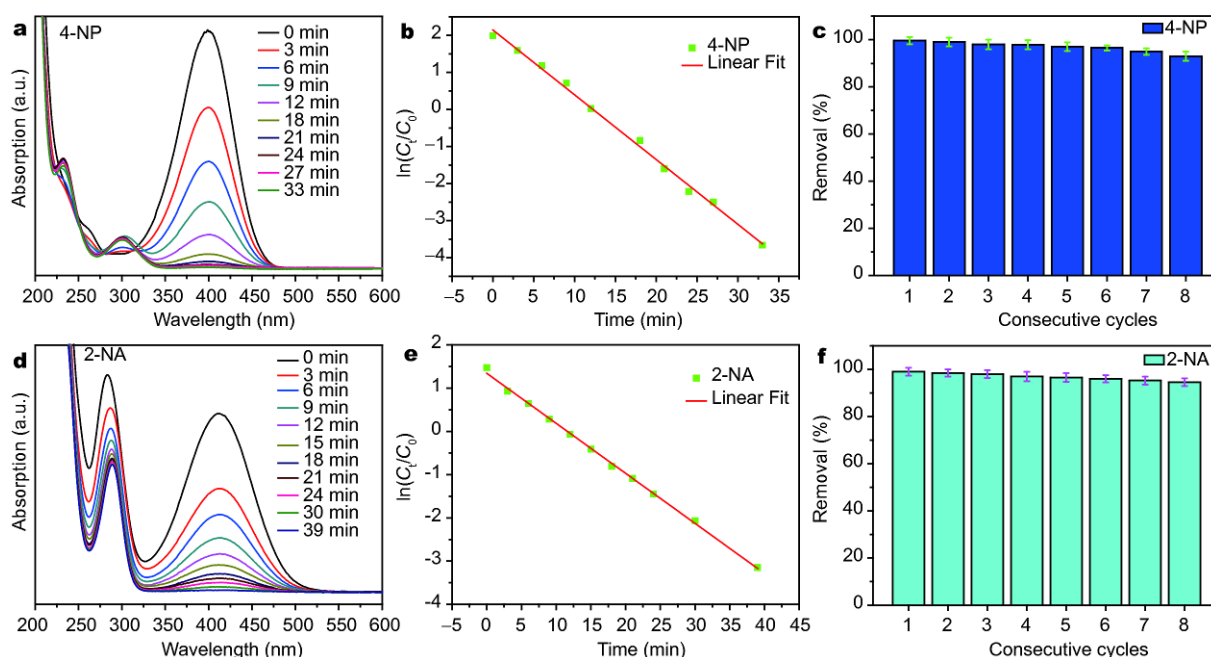 a
4-NP
0 min
3 min
6 min
9 min
12 min
18 min
21 min
24 min
27 min
33 min
Absorption (a.u.)
200 250 300 350 400 450 500 550 600
Wavelength (nm)
b
4-NP
Linear Fit
ln(Cₜ/C₀)
3
2
1
0
−1
−2
−3
−4
−5 0 5 10 15 20 25 30 35
Time (min)
c
4-NP
Removal (%)
100
80
60
40
20
0
1 2 3 4 5 6 7 8
Consecutive cycles
d
2-NA
0 min
3 min
6 min
9 min
12 min
15 min
18 min
21 min
24 min
30 min
39 min
Absorption (a.u.)
200 250 300 350 400 450 500 550 600
Wavelength (nm)
e
2-NA
Linear Fit
ln(Cₜ/C₀)
2
1
0
−1
−2
−3
−4
−5 0 5 10 15 20 25 30 35 40 45
Time (min)
f
2-NA
Removal (%)
100
80
60
40
20
0
1 2 3 4 5 6 7 8
Consecutive cycles